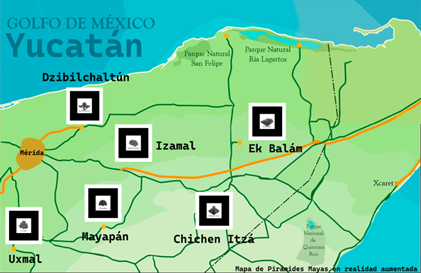 GOLFO DE MÉXICO
Yucatán
Parque Natural
San Felipe
Parque Natural
Ría Lagartos
Dzibilchaltún
Mérida
Izamal
Ek Balám
Xcaret
Mayapán
Chichen Itzá
Uxmal
Parque
Nacional
de
Quintana
Roo
Mapa de Pirámides Mayas en realidad aumentada